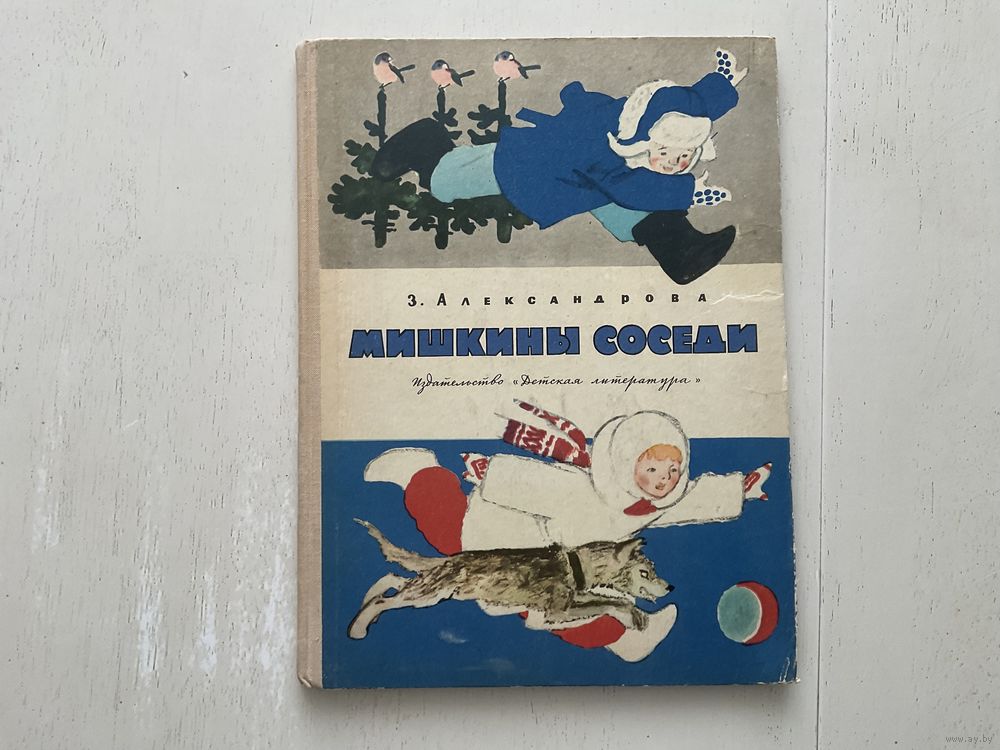 З. Александрова
МИШКИНЫ СОСЕДИ
Издательство «Детская литература»
www.ay.by